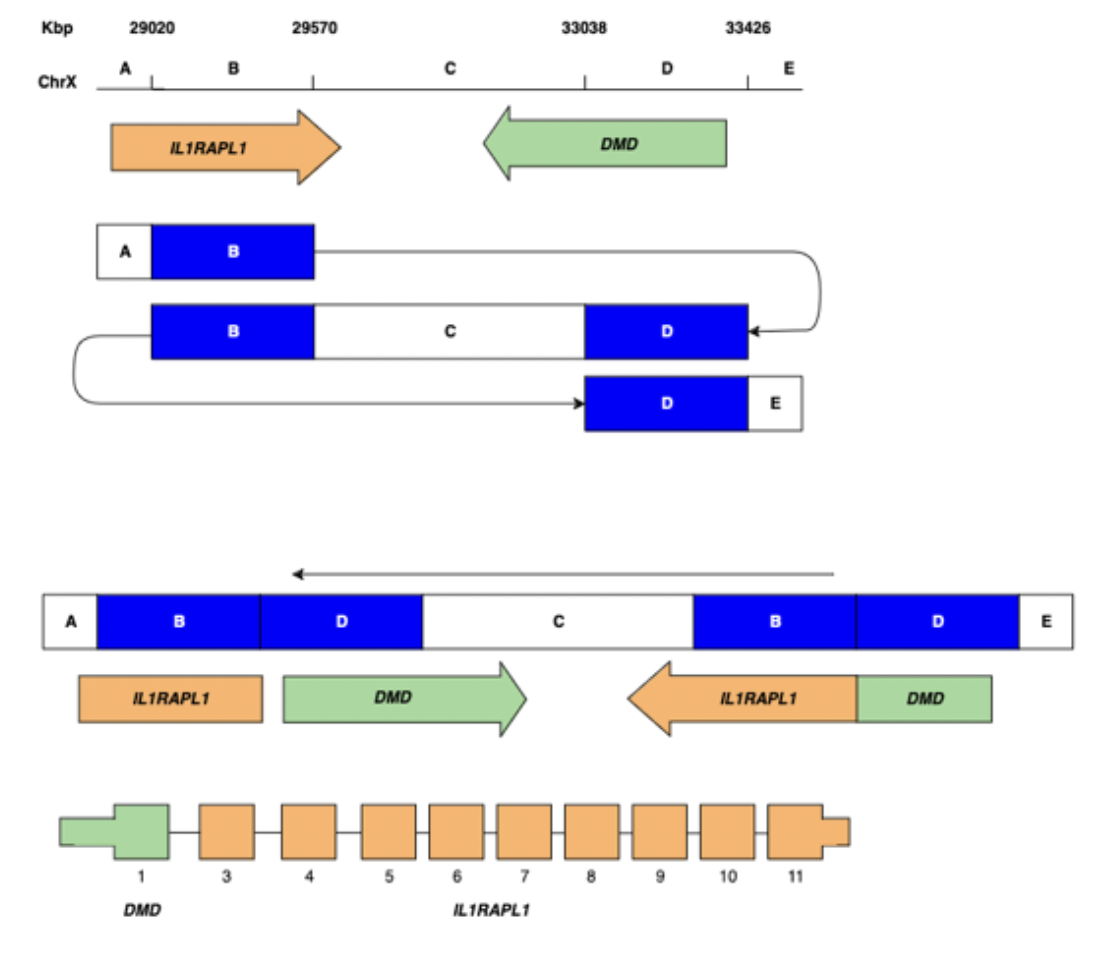 Kbp 29020 29570 33038 33426
A B C D E
ChrX
IL1RAPL1 DMD
A B
B C D
D E
A B D C B D E
IL1RAPL1 DMD IL1RAPL1 DMD
1 3 4 5 6 7 8 9 10 11
DMD IL1RAPL1